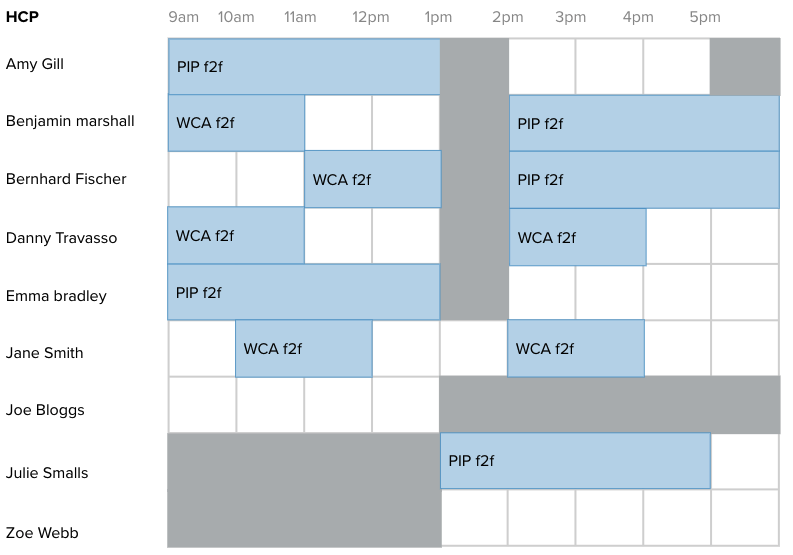 HCP 9am 10am 11am 12pm 1pm 2pm 3pm 4pm 5pm
Amy Gill PIP f2f
Benjamin marshall WCA f2f PIP f2f
Bernhard Fischer WCA f2f PIP f2f
Danny Travasso WCA f2f WCA f2f
Emma bradley PIP f2f
Jane Smith WCA f2f WCA f2f
Joe Bloggs
Julie Smalls PIP f2f
Zoe Webb